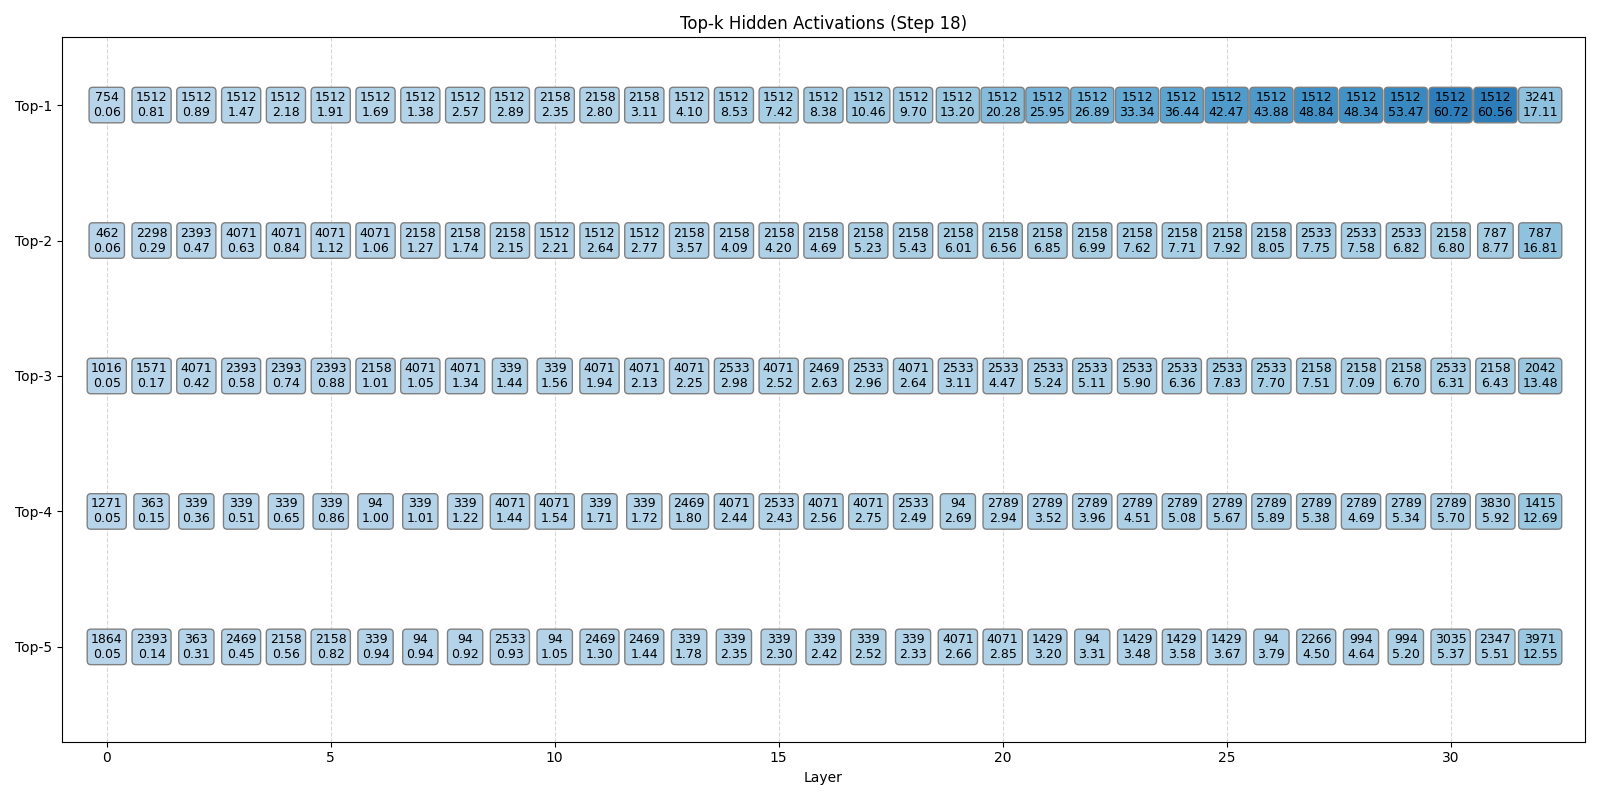 Top-k Hidden Activations (Step 18)
Top-1
754 1512 1512 1512 1512 1512 1512 1512 1512 1512 2158 2158 2158 1512 1512 1512 1512 1512 1512 1512 1512 1512 1512 1512 1512 1512 1512 1512 1512 1512 1512 1512 3241
0.06 0.81 0.89 1.47 2.18 1.91 1.69 1.38 2.57 2.89 2.35 2.80 3.11 4.10 8.53 7.42 8.38 10.46 9.70 13.20 20.28 25.95 26.89 33.34 36.44 42.47 43.88 48.84 48.34 53.47 60.72 60.56 17.11
Top-2
462 2298 2393 4071 4071 4071 4071 2158 2158 2158 1512 1512 1512 2158 2158 2158 2158 2158 2158 2158 2158 2158 2158 2158 2158 2158 2158 2533 2533 2533 2158 787 787
0.06 0.29 0.47 0.63 0.84 1.12 1.06 1.27 1.74 2.15 2.21 2.64 2.77 3.57 4.09 4.20 4.69 5.23 5.43 6.01 6.56 6.85 6.99 7.62 7.71 7.92 8.05 7.75 7.58 6.82 6.80 8.77 16.81
Top-3
1016 1571 4071 2393 2393 2393 2158 4071 4071 339 339 4071 4071 4071 2533 4071 2469 2533 4071 2533 2533 2533 2533 2533 2533 2533 2533 2158 2158 2158 2533 2158 2042
0.05 0.17 0.42 0.58 0.74 0.88 1.01 1.05 1.34 1.44 1.56 1.94 2.13 2.25 2.98 2.52 2.63 2.96 2.64 3.11 4.47 5.24 5.11 5.90 6.36 7.83 7.70 7.51 7.09 6.70 6.31 6.43 13.48
Top-4
1271 363 339 339 339 339 94 339 339 4071 4071 339 339 2469 4071 2533 4071 4071 2533 94 2789 2789 2789 2789 2789 2789 2789 2789 2789 2789 2789 3830 1415
0.05 0.15 0.36 0.51 0.65 0.86 1.00 1.01 1.22 1.44 1.54 1.71 1.72 1.80 2.44 2.43 2.56 2.75 2.49 2.69 2.94 3.52 3.96 4.51 5.08 5.67 5.89 5.38 4.69 5.34 5.70 5.92 12.69
Top-5
1864 2393 363 2469 2158 2158 339 94 94 2533 94 2469 2469 339 339 339 339 339 339 4071 4071 1429 94 1429 1429 1429 94 2266 994 994 3035 2347 3971
0.05 0.14 0.31 0.45 0.56 0.82 0.94 0.94 0.92 0.93 1.05 1.30 1.44 1.78 2.35 2.30 2.42 2.52 2.33 2.66 2.85 3.20 3.31 3.48 3.58 3.67 3.79 4.50 4.64 5.20 5.37 5.51 12.55
0 5 10 15 20 25 30
Layer